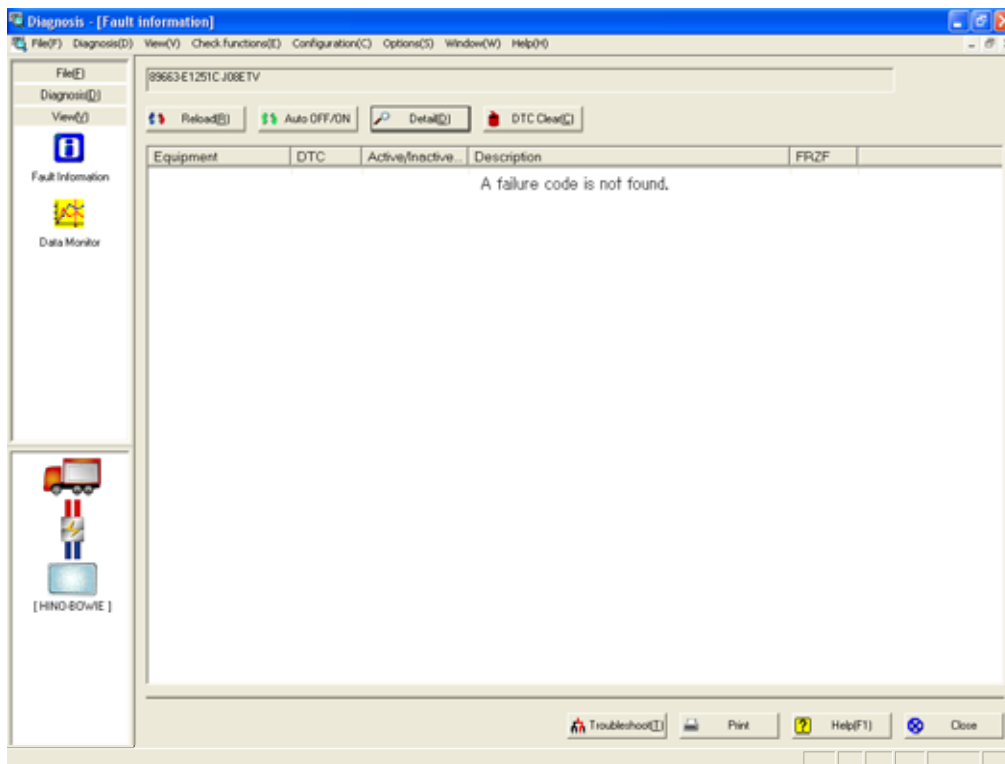 Diagnosis - [Fault information]
File(F) Diagnosis(D) View(V) Check functions(E) Configuration(C) Options(S) Window(W) Help(H)
File(F)
Diagnosis(D)
View(V)
Fault Information
Data Monitor
[ HINO-BOWIE ]
89663-E1251C-J08ETV
Reload(R) Auto OFF/ON Detail(D) DTC Clear(C)
Equipment DTC Active/Inactive... Description FRZF
A failure code is not found.
Troubleshoot(T) Print Help(F1) Close